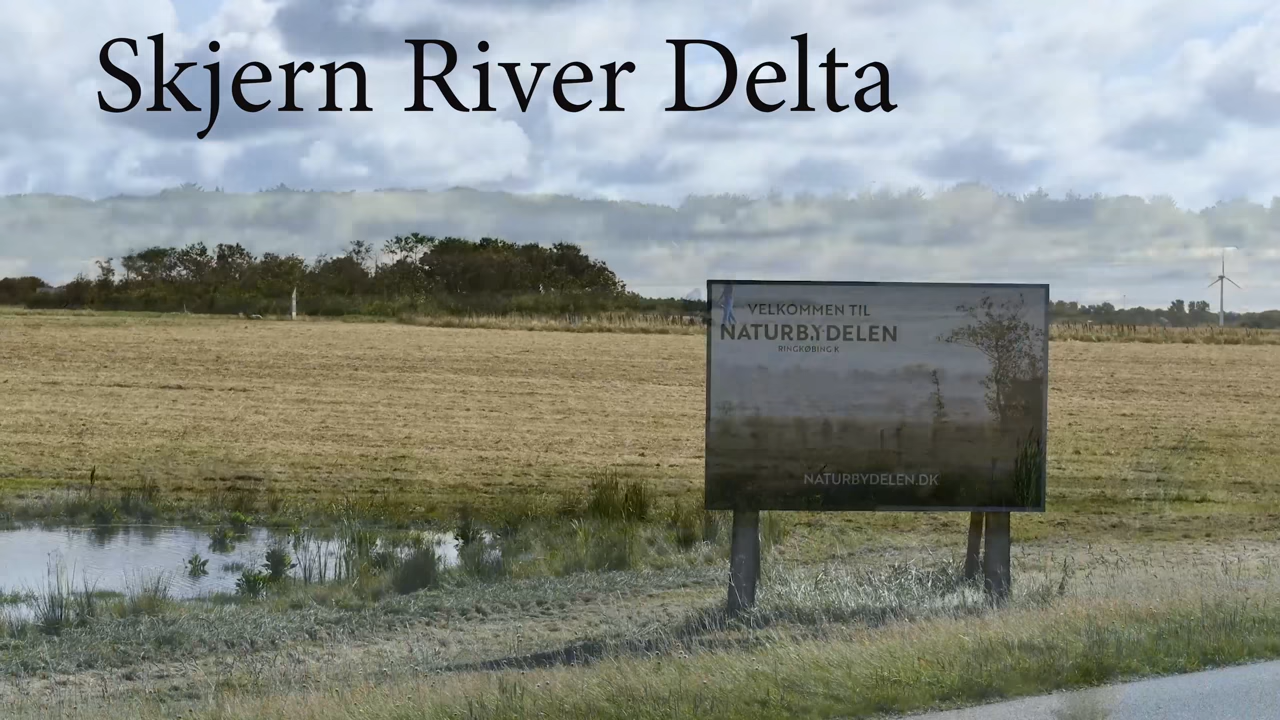 Skjern River Delta
VELKOMMEN TIL
NATURBYDELEN
RINGKØBING K
NATURBYDELEN.DK